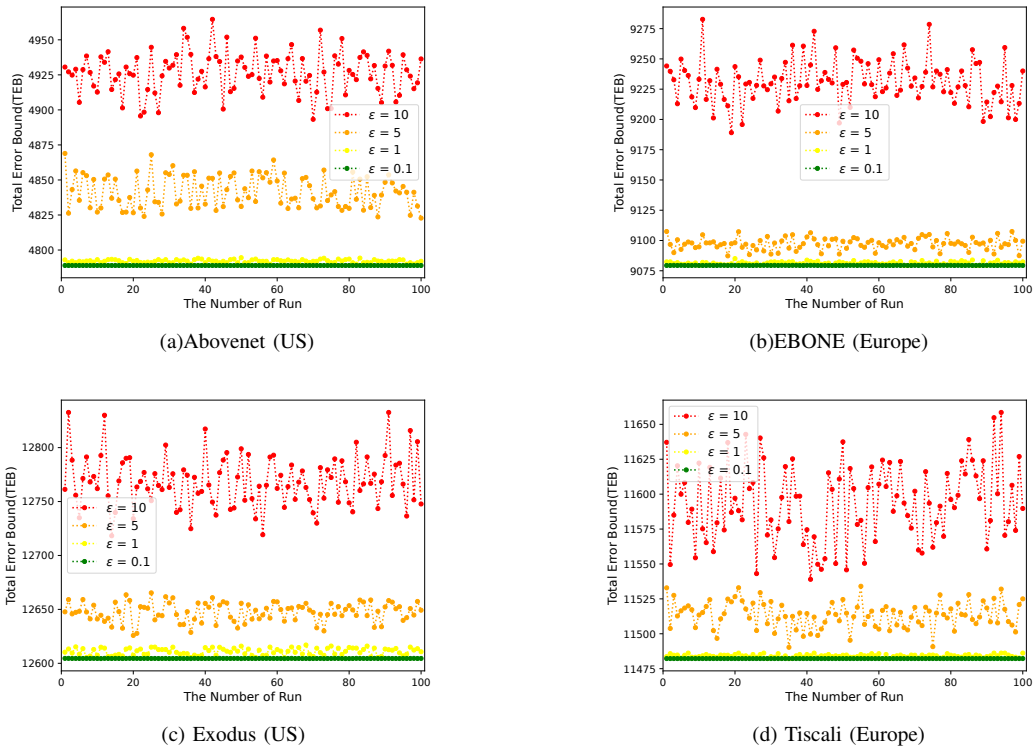 Total Error Bound(TEB)
4950
4925
4900
4875
4850
4825
4800
ε = 10
ε = 5
ε = 1
ε = 0.1
0 20 40 60 80 100
The Number of Run
(a)Abovenet (US)
Total Error Bound(TEB)
9275
9250
9225
9200
9175
9150
9125
9100
9075
ε = 10
ε = 5
ε = 1
ε = 0.1
0 20 40 60 80 100
The Number of Run
(b)EBONE (Europe)
Total Error Bound(TEB)
12800
12750
12700
12650
12600
ε = 10
ε = 5
ε = 1
ε = 0.1
0 20 40 60 80 100
The Number of Run
(c) Exodus (US)
Total Error Bound(TEB)
11650
11625
11600
11575
11550
11525
11500
11475
ε = 10
ε = 5
ε = 1
ε = 0.1
0 20 40 60 80 100
The Number of Run
(d) Tiscali (Europe)